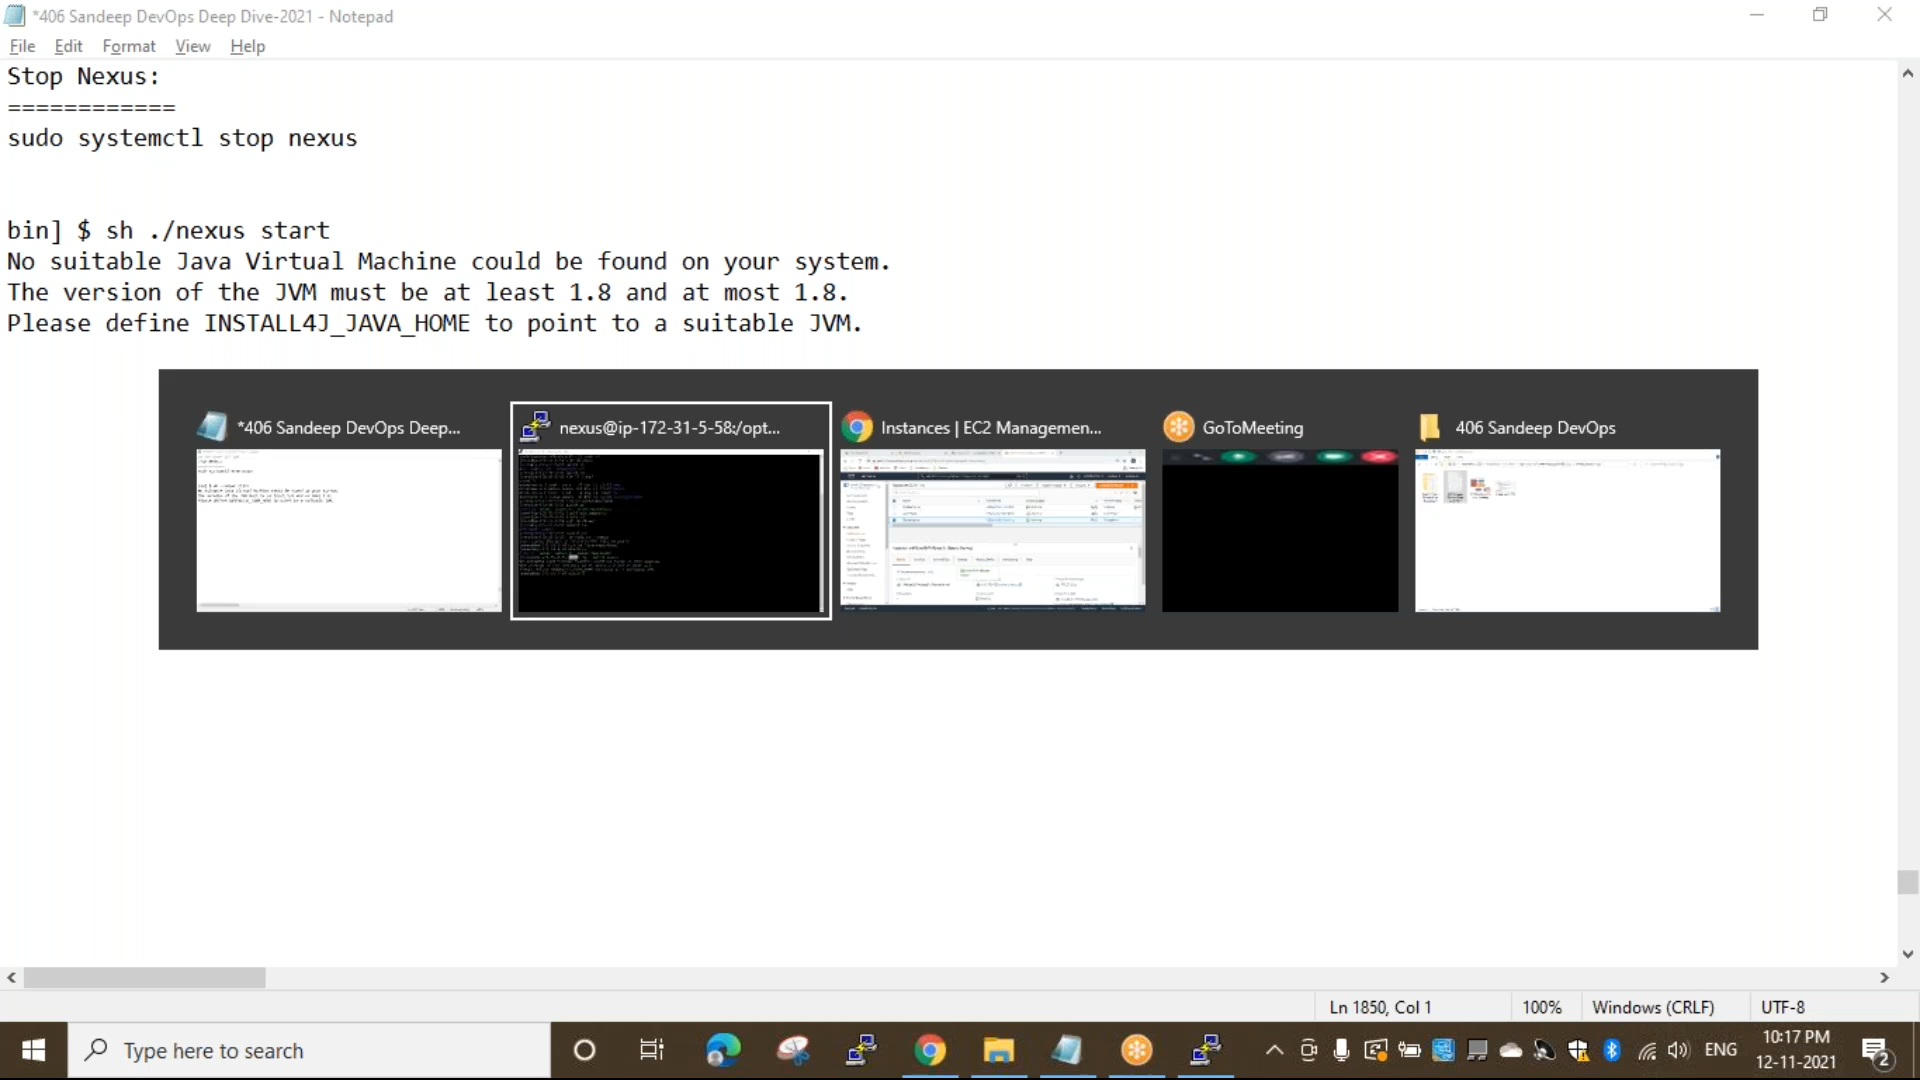 *406 Sandeep DevOps Deep Dive-2021 - Notepad
File Edit Format View Help
Stop Nexus:
============
sudo systemctl stop nexus
bin] $ sh ./nexus start
No suitable Java Virtual Machine could be found on your system.
The version of the JVM must be at least 1.8 and at most 1.8.
Please define INSTALL4J_JAVA_HOME to point to a suitable JVM.
*406 Sandeep DevOps Deep...
nexus@ip-172-31-5-58:/opt...
Instances | EC2 Managemen...
GoToMeeting
406 Sandeep DevOps
Ln 1850, Col 1 100% Windows (CRLF) UTF-8
Type here to search
ENG
10:17 PM
12-11-2021
2